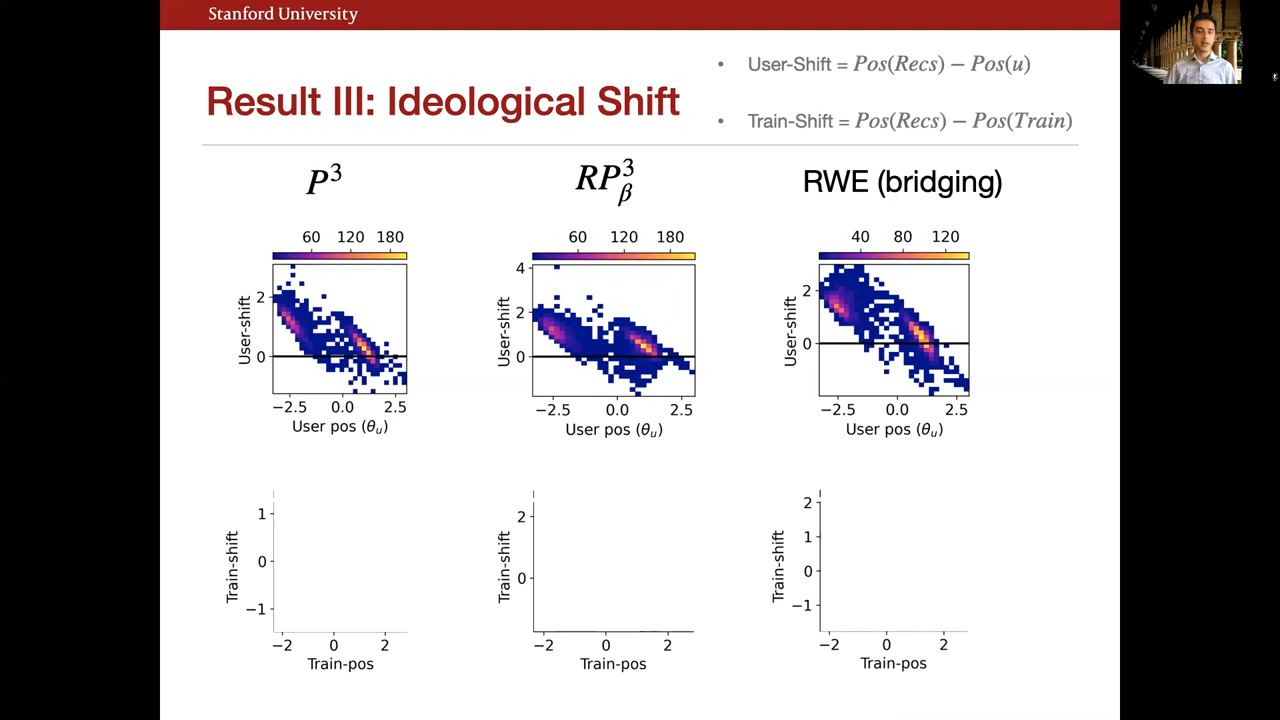 Stanford University
• User-Shift = Pos(Recs) − Pos(u)
Result III: Ideological Shift
• Train-Shift = Pos(Recs) − Pos(Train)
P³
RP³β
RWE (bridging)
60 120 180
60 120 180
40 80 120
User-shift
2
0
−2.5 0.0 2.5
User pos (θu)
User-shift
4
2
0
−2.5 0.0 2.5
User pos (θu)
User-shift
2
0
−2.5 0.0 2.5
User pos (θu)
Train-shift
1
0
−1
−2 0 2
Train-pos
Train-shift
2
0
−2 0 2
Train-pos
Train-shift
2
1
0
−1
−2 0 2
Train-pos